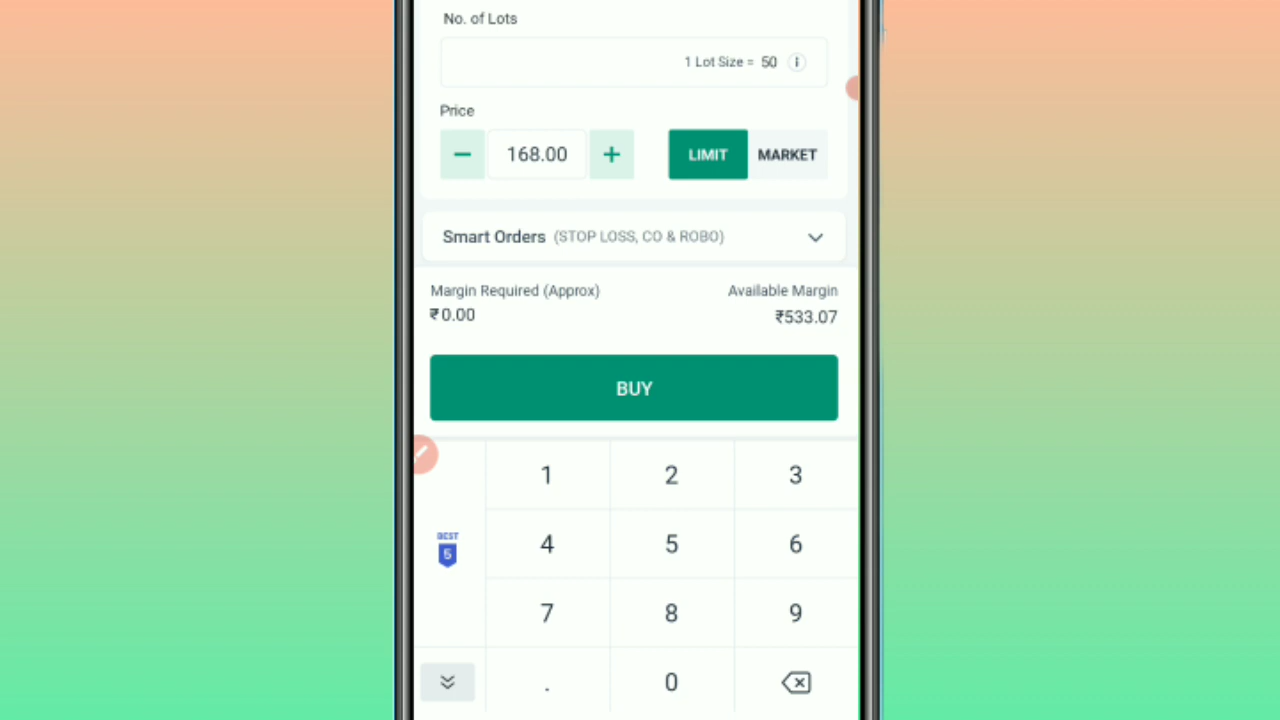 No. of Lots
1 Lot Size = 50 i
Price
− 168.00 + LIMIT MARKET
Smart Orders (STOP LOSS, CO & ROBO)
Margin Required (Approx) Available Margin
₹0.00 ₹533.07
BUY
1 2 3
BEST
5
4 5 6
7 8 9
. 0